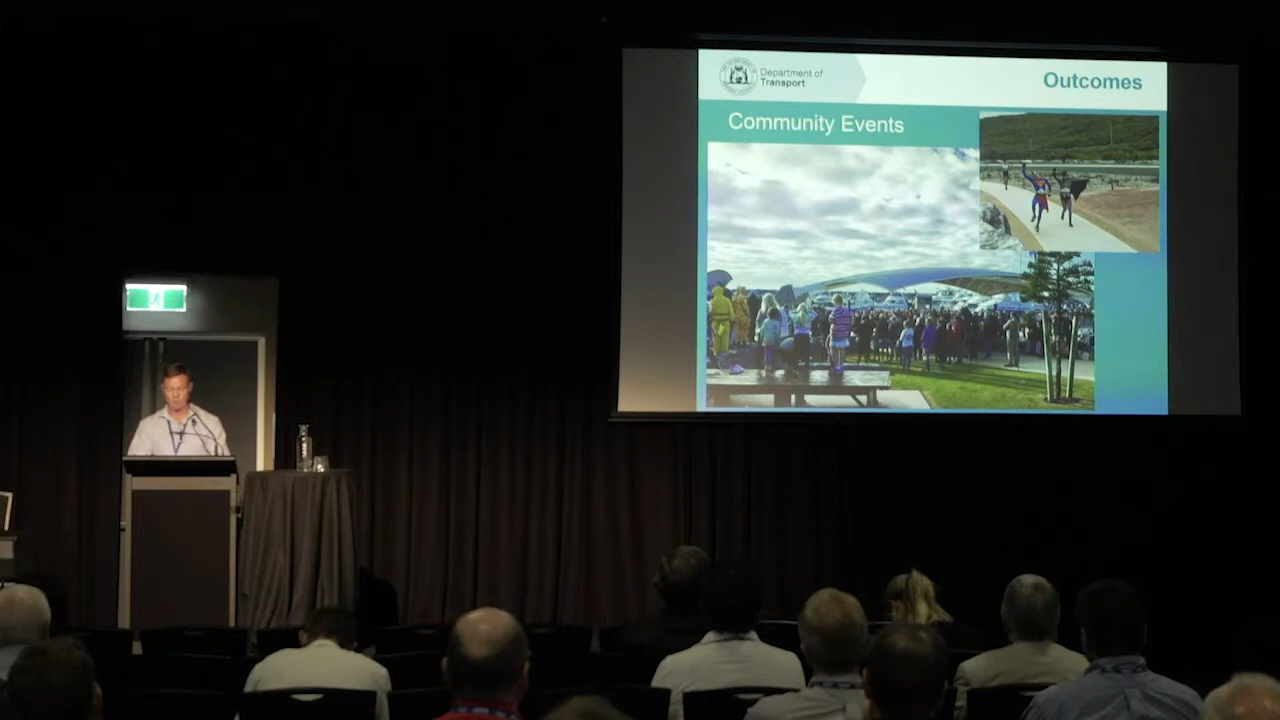 Department of
Transport
Outcomes
Community Events